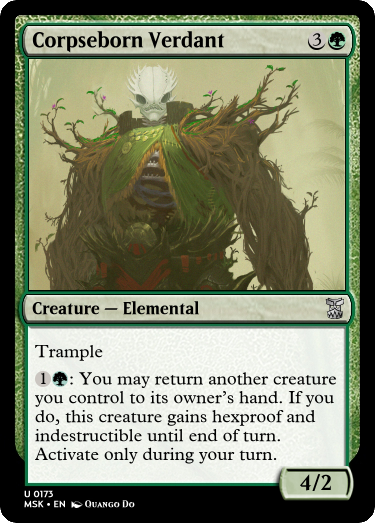 Corpseborn Verdant 3
Creature — Elemental
Trample
1: You may return another creature
you control to its owner's hand. If you
do, this creature gains hexproof and
indestructible until end of turn.
Activate only during your turn.
4/2
U 0173
MSK • EN Quango Do